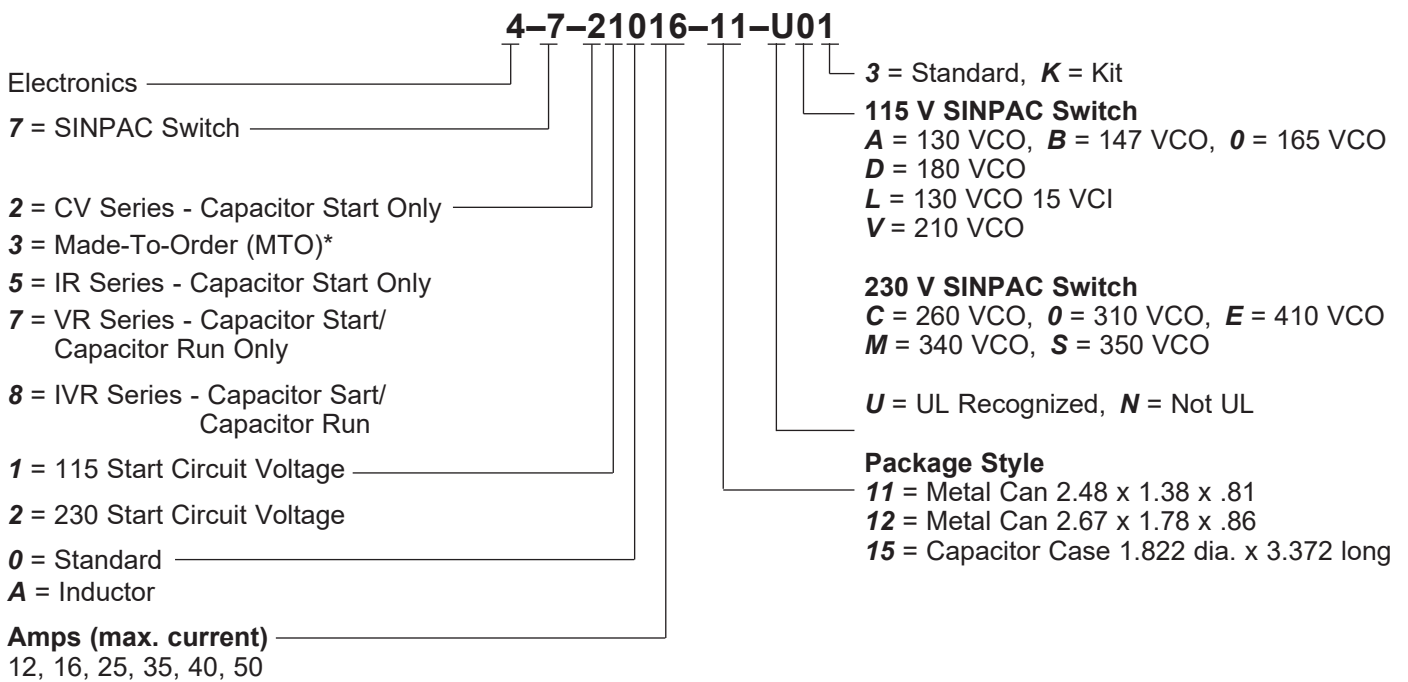 4–7–21016–11–U01
Electronics
7 = SINPAC Switch
2 = CV Series - Capacitor Start Only
3 = Made-To-Order (MTO)*
5 = IR Series - Capacitor Start Only
7 = VR Series - Capacitor Start/
Capacitor Run Only
8 = IVR Series - Capacitor Sart/
Capacitor Run
1 = 115 Start Circuit Voltage
2 = 230 Start Circuit Voltage
0 = Standard
A = Inductor
Amps (max. current)
12, 16, 25, 35, 40, 50
3 = Standard, K = Kit
115 V SINPAC Switch
A = 130 VCO, B = 147 VCO, 0 = 165 VCO
D = 180 VCO
L = 130 VCO 15 VCI
V = 210 VCO
230 V SINPAC Switch
C = 260 VCO, 0 = 310 VCO, E = 410 VCO
M = 340 VCO, S = 350 VCO
U = UL Recognized, N = Not UL
Package Style
11 = Metal Can 2.48 x 1.38 x .81
12 = Metal Can 2.67 x 1.78 x .86
15 = Capacitor Case 1.822 dia. x 3.372 long